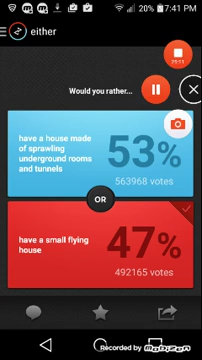 20% 7:41 PM
either
Would you rather...
have a house made
of sprawling
underground rooms
and tunnels
53%
563968 votes
OR
have a small flying
house
47%
492165 votes
Recorded by Mobizen